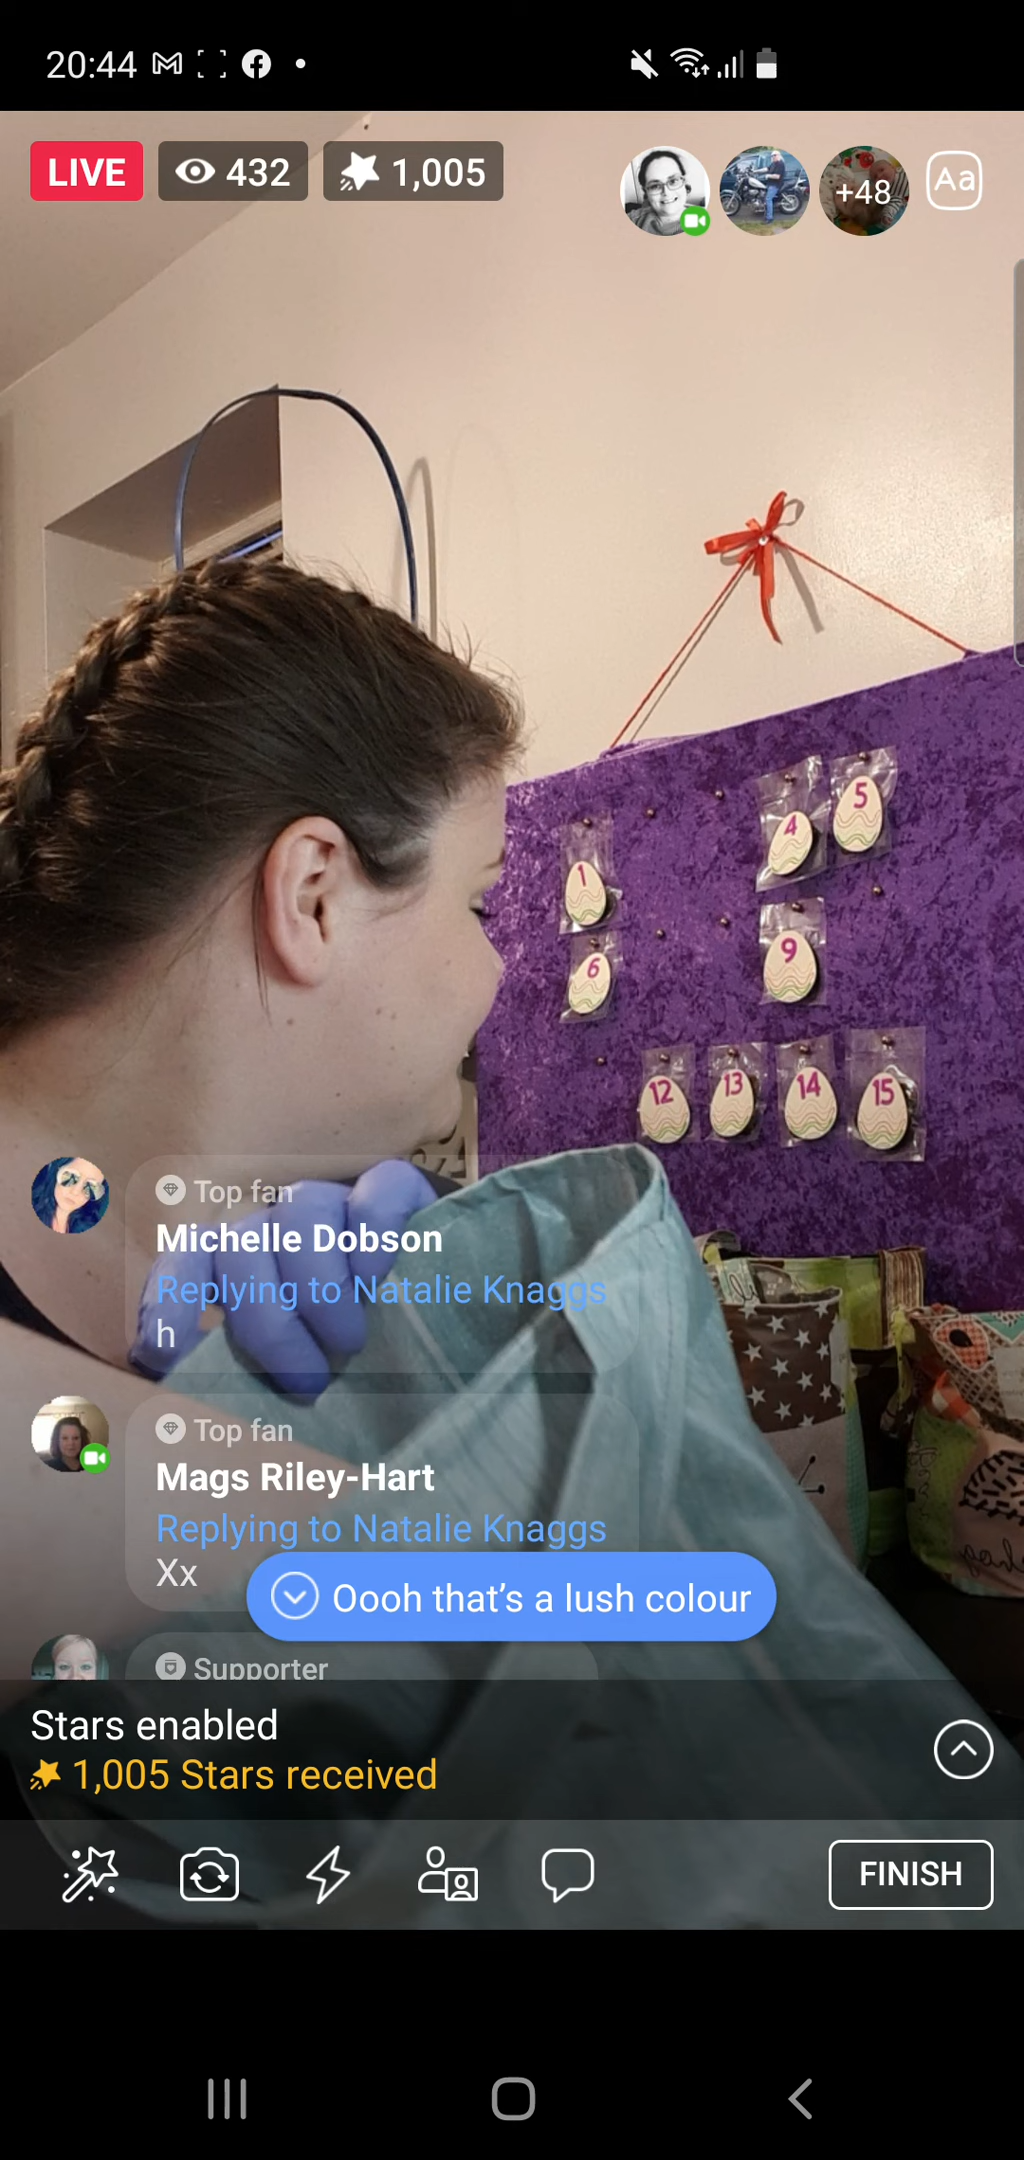 20:44
LIVE
432
1,005
+48
Aa
5
4
1
9
6
12
13
14
15
Top fan
Michelle Dobson
Replying to Natalie Knaggs
h
Top fan
Mags Riley-Hart
Replying to Natalie Knaggs
Xx
Oooh that's a lush colour
Supporter
Stars enabled
1,005 Stars received
FINISH